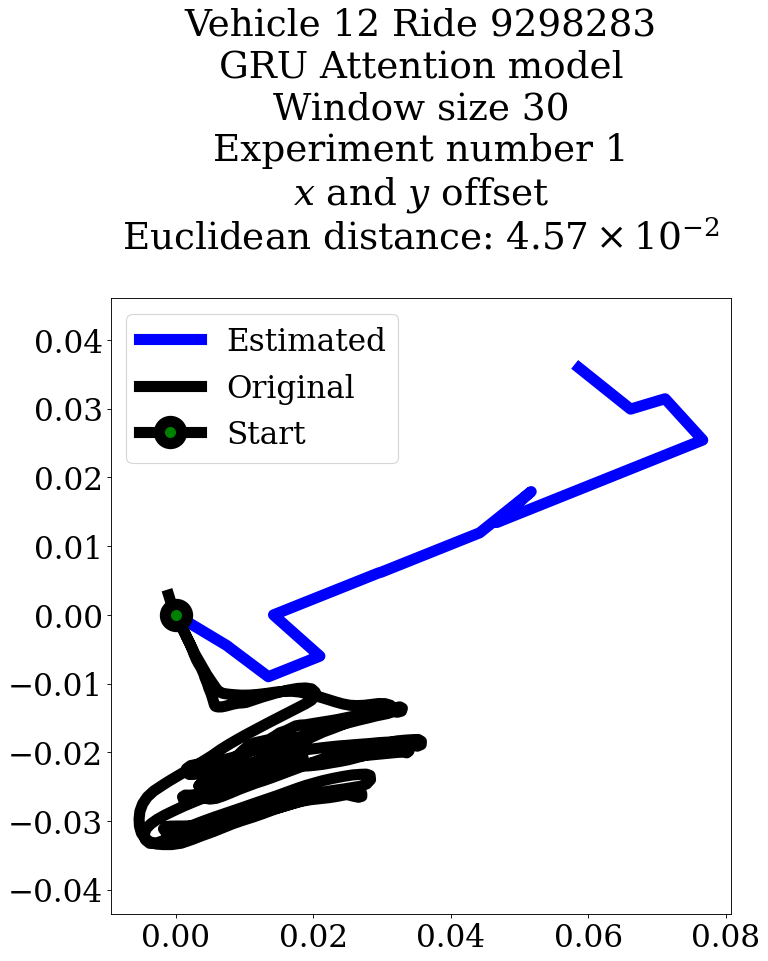 Vehicle 12 Ride 9298283
GRU Attention model
Window size 30
Experiment number 1
x and y offset
Euclidean distance: 4.57 × 10⁻²
Estimated
Original
Start
0.04
0.03
0.02
0.01
0.00
−0.01
−0.02
−0.03
−0.04
0.00 0.02 0.04 0.06 0.08